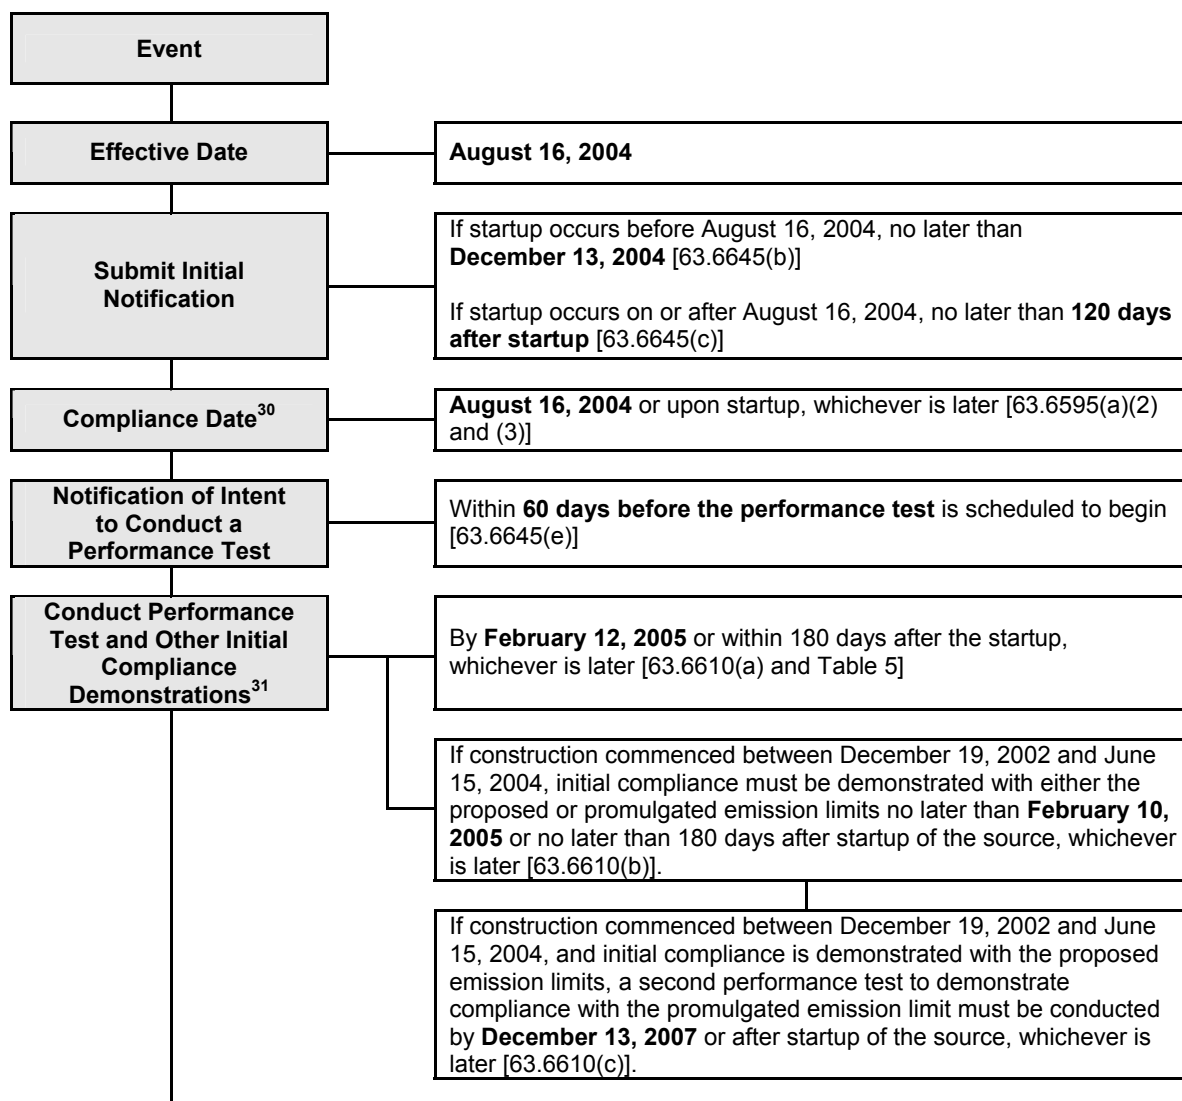 Event
Effective Date
August 16, 2004
Submit Initial
Notification
If startup occurs before August 16, 2004, no later than
December 13, 2004 [63.6645(b)]
If startup occurs on or after August 16, 2004, no later than 120 days
after startup [63.6645(c)]
Compliance Date30
August 16, 2004 or upon startup, whichever is later [63.6595(a)(2)
and (3)]
Notification of Intent
to Conduct a
Performance Test
Within 60 days before the performance test is scheduled to begin
[63.6645(e)]
Conduct Performance
Test and Other Initial
Compliance
Demonstrations31
By February 12, 2005 or within 180 days after the startup,
whichever is later [63.6610(a) and Table 5]
If construction commenced between December 19, 2002 and June
15, 2004, initial compliance must be demonstrated with either the
proposed or promulgated emission limits no later than February 10,
2005 or no later than 180 days after startup of the source, whichever
is later [63.6610(b)].
If construction commenced between December 19, 2002 and June
15, 2004, and initial compliance is demonstrated with the proposed
emission limits, a second performance test to demonstrate
compliance with the promulgated emission limit must be conducted
by December 13, 2007 or after startup of the source, whichever is
later [63.6610(c)].